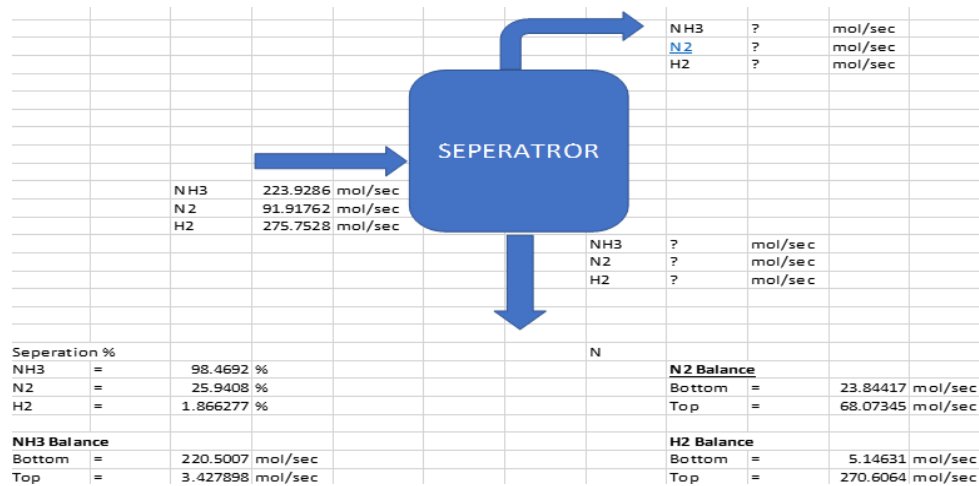 NH3 ? mol/sec
N2 ? mol/sec
H2 ? mol/sec
SEPERATROR
NH3 223.9286 mol/sec
N2 91.91762 mol/sec
H2 275.7528 mol/sec
NH3 ? mol/sec
N2 ? mol/sec
H2 ? mol/sec
Seperation % N
NH3 = 98.4692 %
N2 = 25.9408 %
H2 = 1.866277 %
N2 Balance
Bottom = 23.84417 mol/sec
Top = 68.07345 mol/sec
NH3 Balance
Bottom = 220.5007 mol/sec
Top = 3.427898 mol/sec
H2 Balance
Bottom = 5.14631 mol/sec
Top = 270.6064 mol/sec